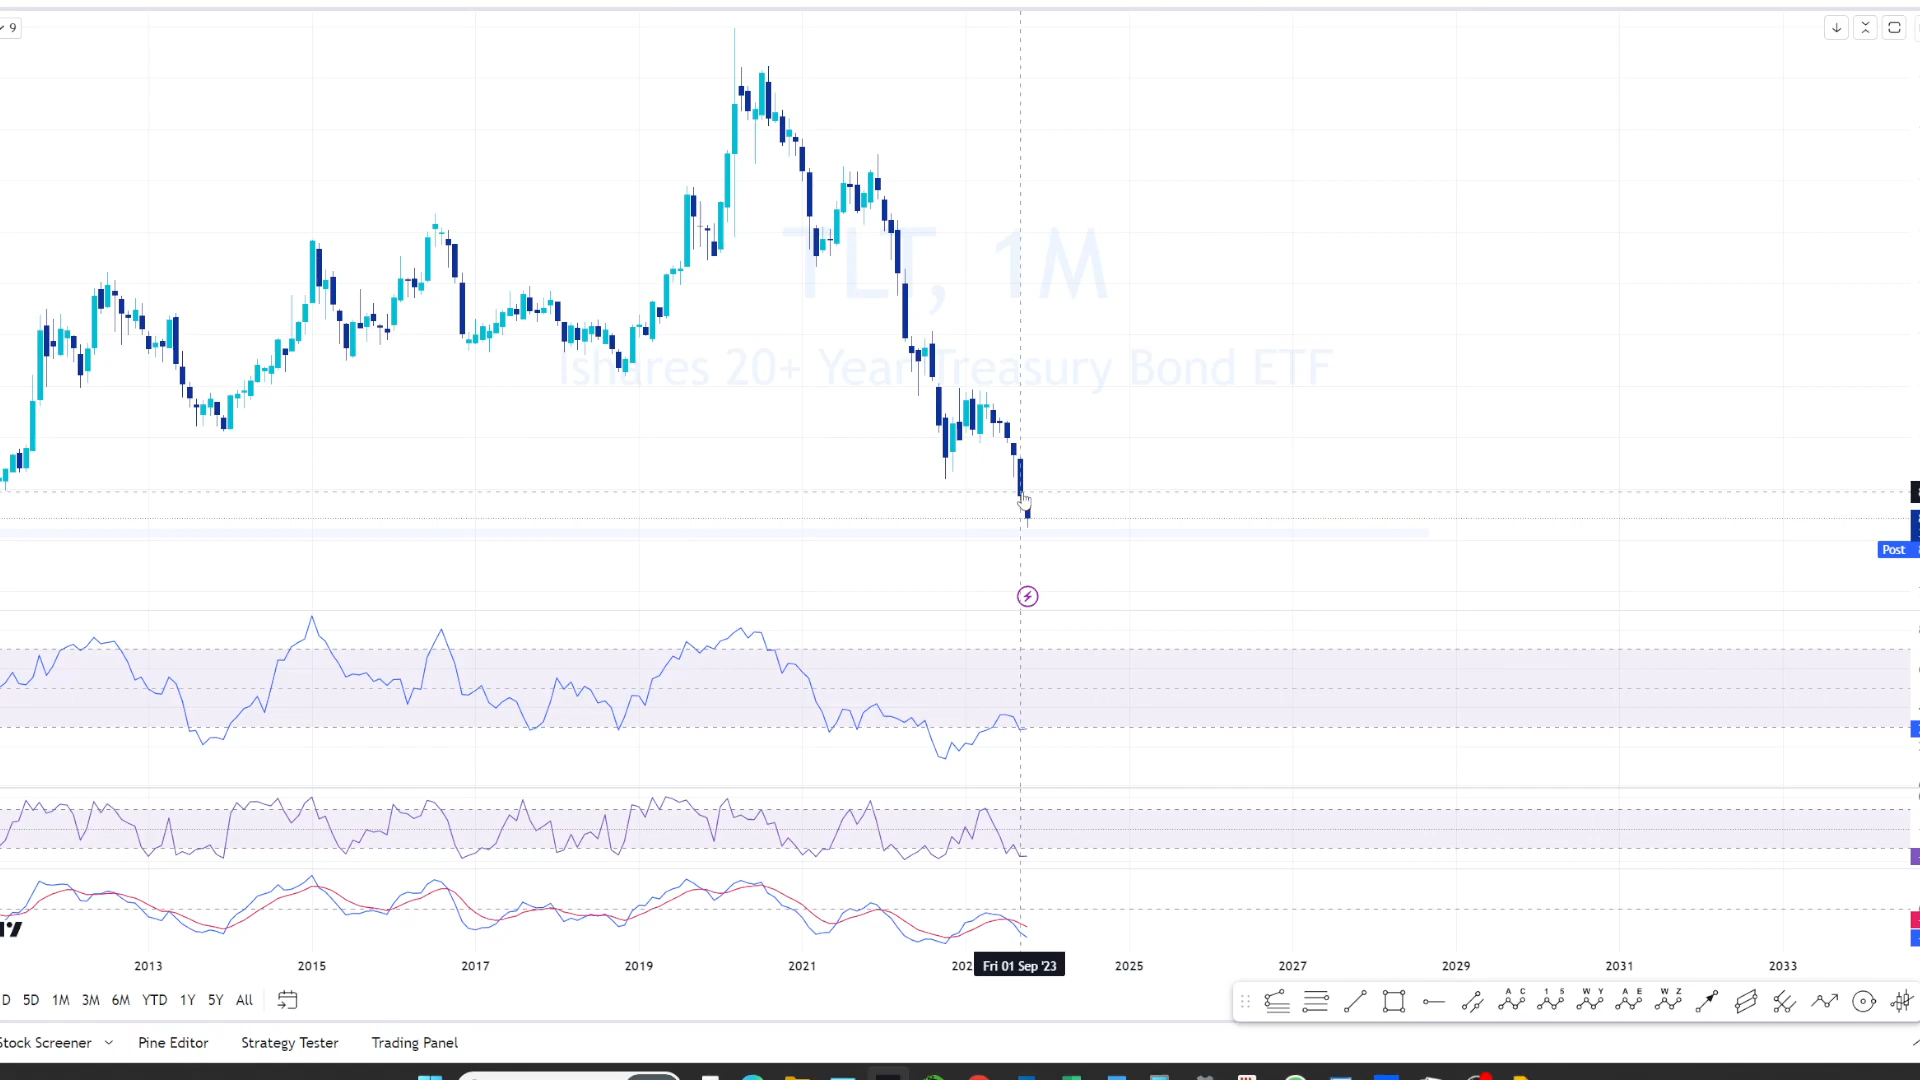 9
TLT, 1M
Ishares 20+ Year Treasury Bond ETF
Post
2013 2015 2017 2019 2021 202 Fri 01 Sep '23 2025 2027 2029 2031 2033
D 5D 1M 3M 6M YTD 1Y 5Y All
A C 1 5 W Y A E W Z
Stock Screener Pine Editor Strategy Tester Trading Panel